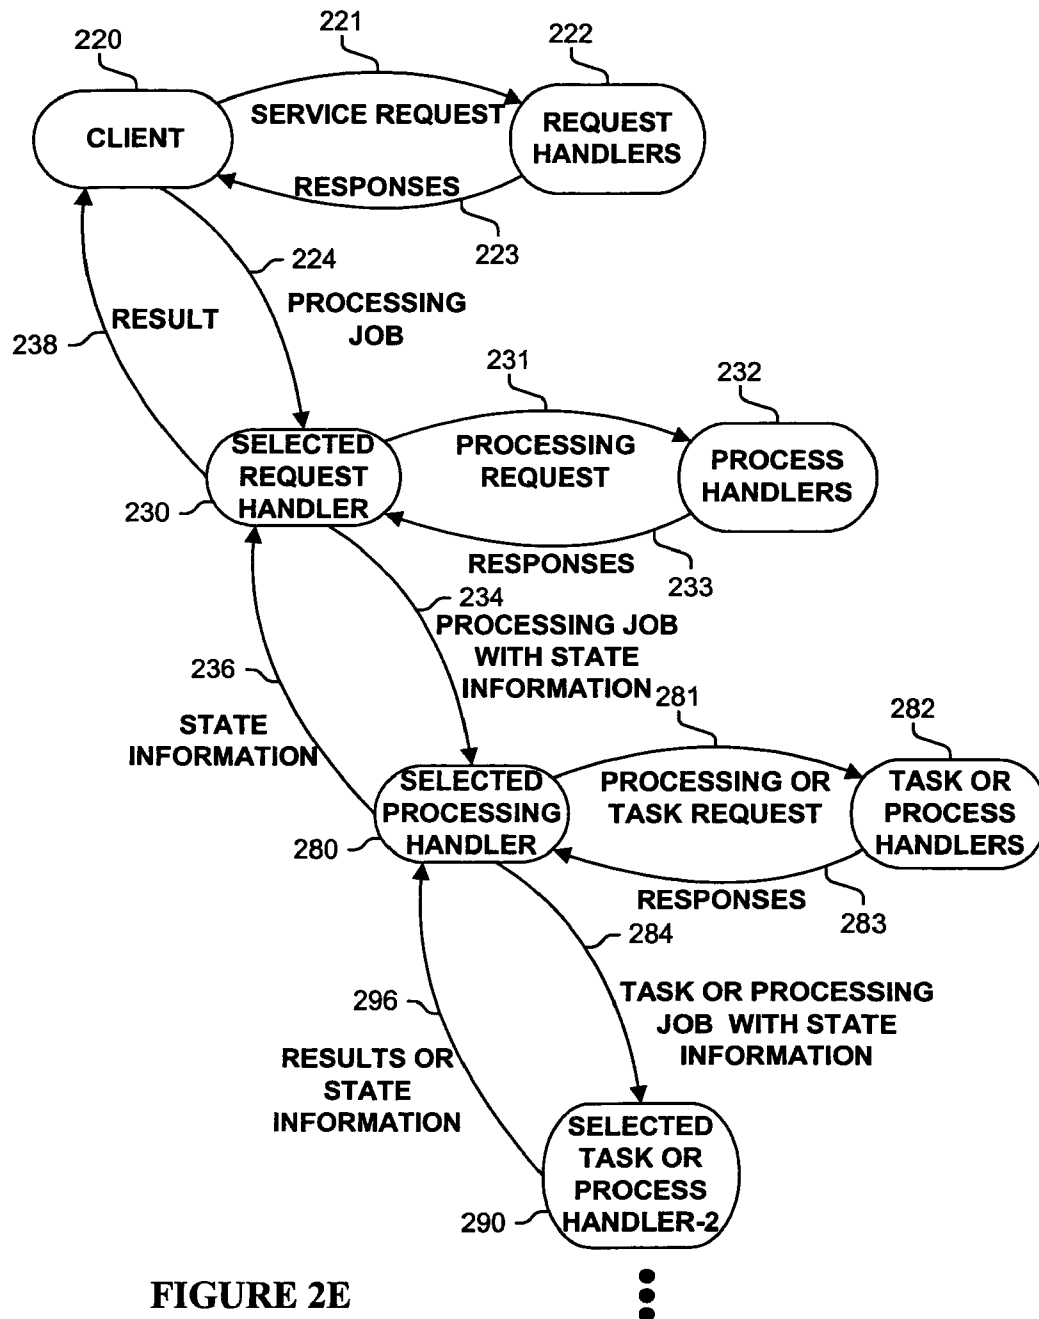 220
221
222
CLIENT
SERVICE REQUEST
REQUEST
HANDLERS
RESPONSES
223
224
PROCESSING
JOB
RESULT
238
231
232
SELECTED
REQUEST
HANDLER
230
PROCESSING
REQUEST
PROCESS
HANDLERS
RESPONSES
233
234
PROCESSING JOB
WITH STATE
INFORMATION
236
STATE
INFORMATION
281
282
SELECTED
PROCESSING
HANDLER
280
PROCESSING OR
TASK REQUEST
TASK OR
PROCESS
HANDLERS
RESPONSES
283
284
TASK OR PROCESSING
JOB WITH STATE
INFORMATION
296
RESULTS OR
STATE
INFORMATION
SELECTED
TASK OR
PROCESS
HANDLER-2
290
FIGURE 2E